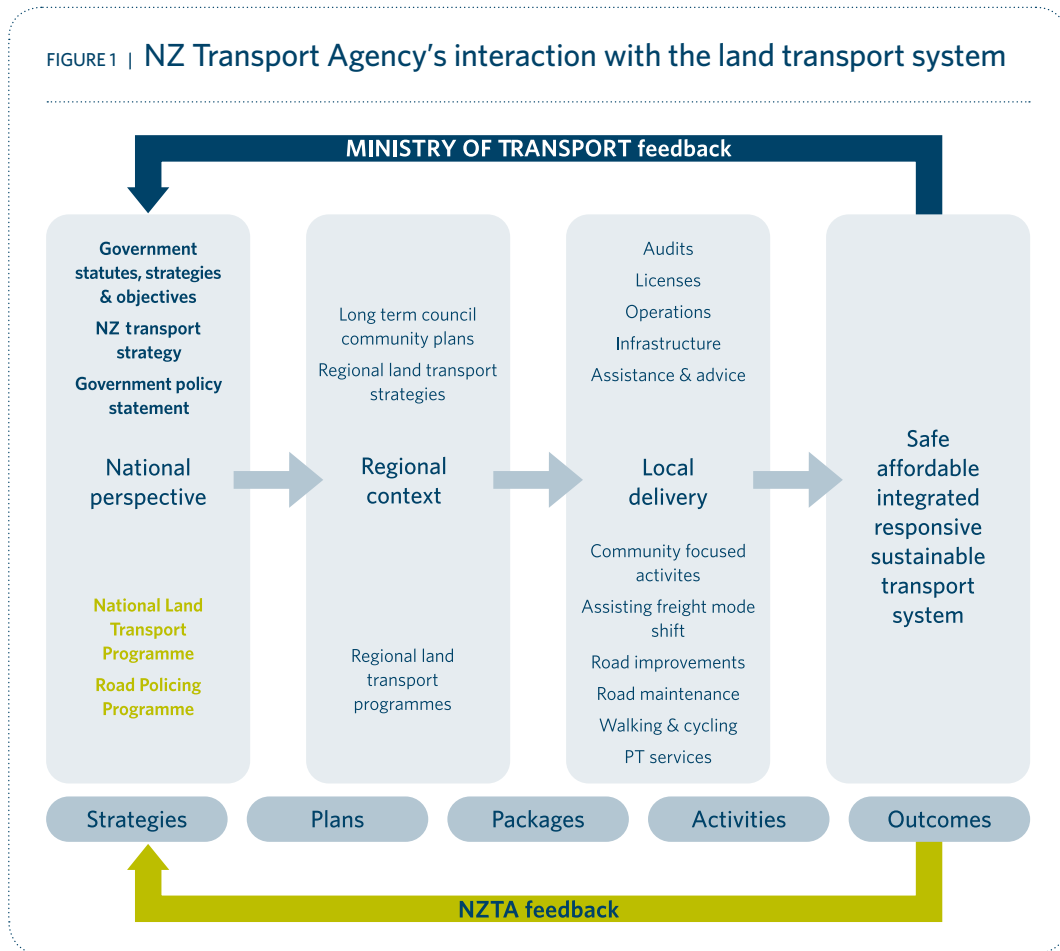 FIGURE 1 | NZ Transport Agency's interaction with the land transport system
MINISTRY OF TRANSPORT feedback
Government
statutes, strategies
& objectives
NZ transport
strategy
Government policy
statement
National
perspective
National Land
Transport
Programme
Road Policing
Programme
Long term council
community plans
Regional land transport
strategies
Regional
context
Regional land
transport
programmes
Audits
Licenses
Operations
Infrastructure
Assistance & advice
Local
delivery
Community focused
activites
Assisting freight mode
shift
Road improvements
Road maintenance
Walking & cycling
PT services
Safe
affordable
integrated
responsive
sustainable
transport
system
Strategies
Plans
Packages
Activities
Outcomes
NZTA feedback